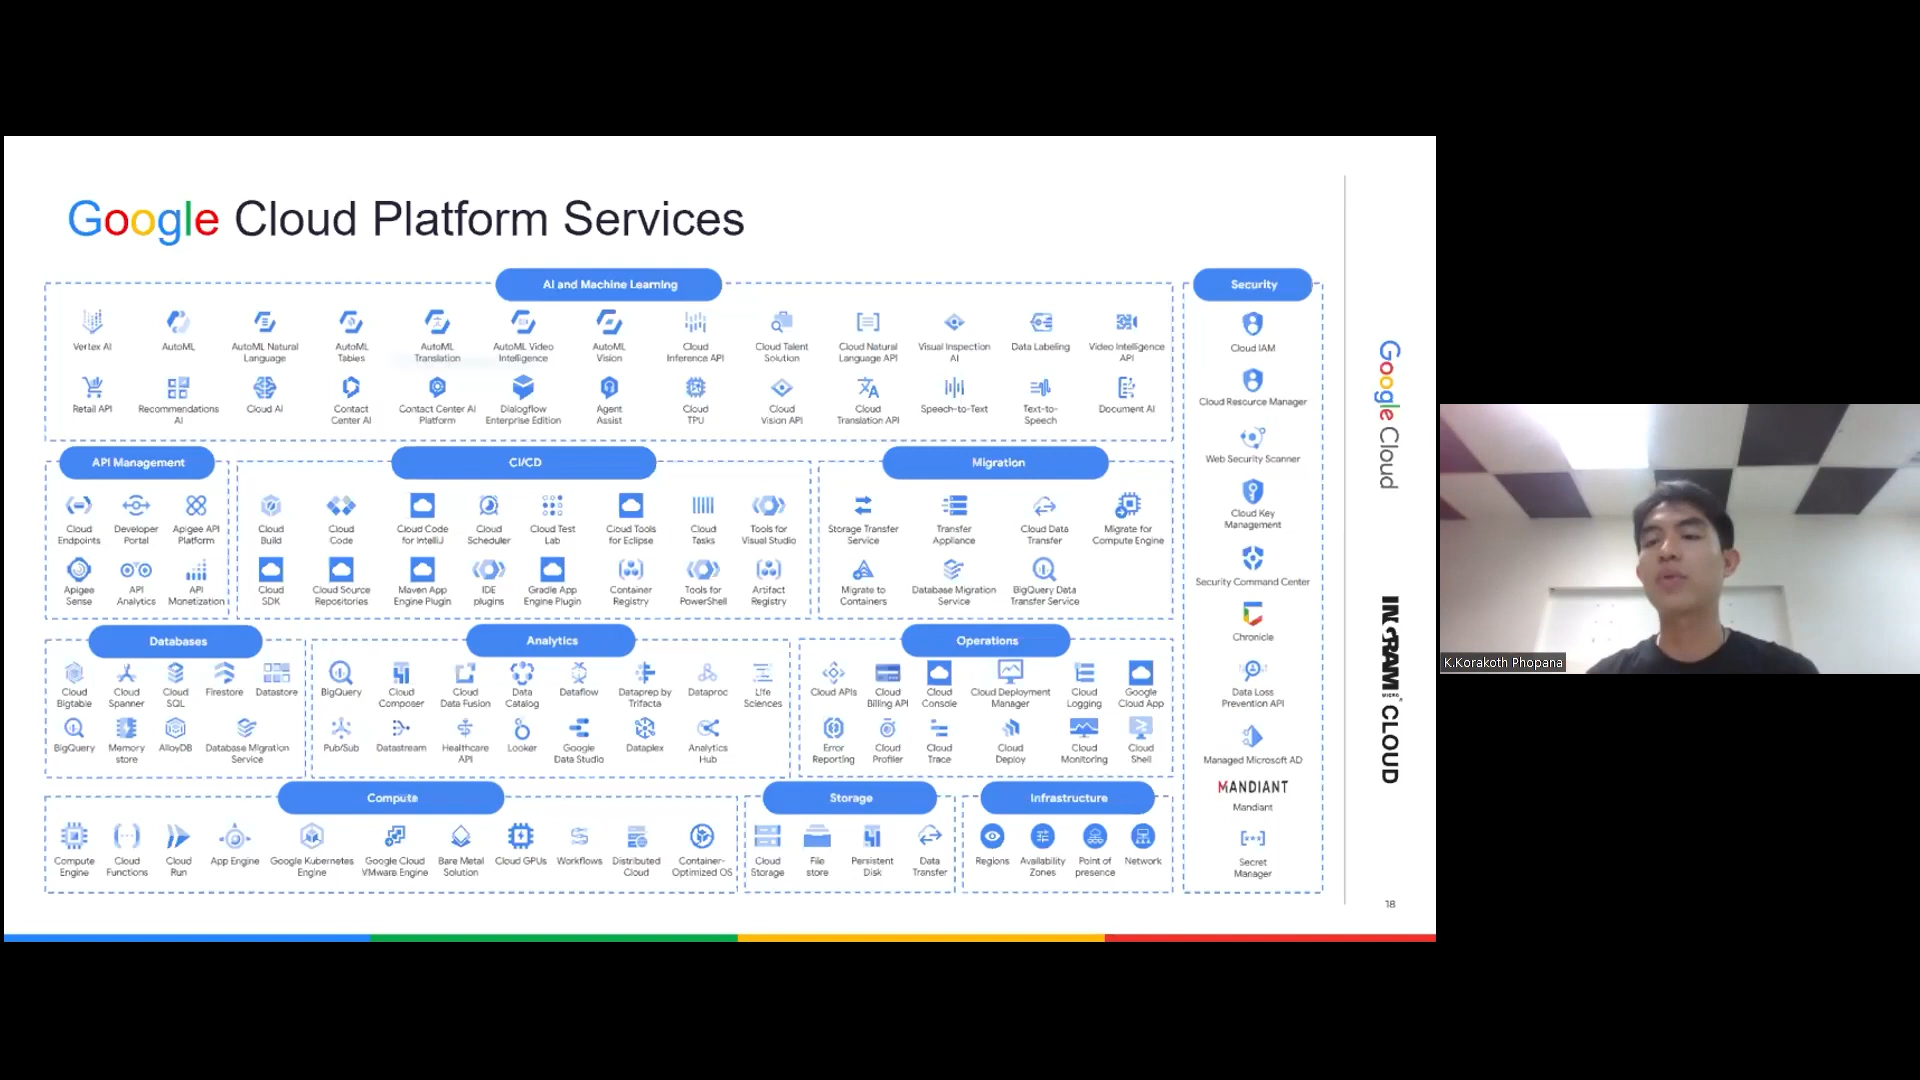 Google Cloud Platform Services
AI and Machine Learning
Vertex AI
AutoML
AutoML Natural
Language
AutoML
Tables
AutoML
Translation
AutoML Video
Intelligence
AutoML
Vision
Cloud
Inference API
Cloud Talent
Solution
Cloud Natural
Language API
Visual Inspection
AI
Data Labeling
Video Intelligence
API
Retail API
Recommendations
AI
Cloud AI
Contact
Center AI
Contact Center AI
Platform
Dialogflow
Enterprise Edition
Agent
Assist
Cloud
TPU
Cloud
Vision API
Cloud
Translation API
Speech-to-Text
Text-to-
Speech
Document AI
API Management
Cloud
Endpoints
Developer
Portal
Apigee API
Platform
Apigee
Sense
API
Analytics
API
Monetization
CI/CD
Cloud
Build
Cloud
Code
Cloud Code
for IntelliJ
Cloud
Scheduler
Cloud Test
Lab
Cloud Tools
for Eclipse
Cloud
Tasks
Tools for
Visual Studio
Cloud
SDK
Cloud Source
Repositories
Maven App
Engine Plugin
IDE
plugins
Gradle App
Engine Plugin
Container
Registry
Tools for
PowerShell
Artifact
Registry
Migration
Storage Transfer
Service
Transfer
Appliance
Cloud Data
Transfer
Migrate for
Compute Engine
Migrate to
Containers
Database Migration
Service
BigQuery Data
Transfer Service
Databases
Cloud
Bigtable
Cloud
Spanner
Cloud
SQL
Firestore
Datastore
BigQuery
Memory
store
AlloyDB
Database Migration
Service
Analytics
BigQuery
Cloud
Composer
Cloud
Data Fusion
Data
Catalog
Dataflow
Dataprep by
Trifacta
Dataproc
Life
Sciences
Pub/Sub
Datastream
Healthcare
API
Looker
Google
Data Studio
Dataplex
Analytics
Hub
Operations
Cloud APIs
Cloud
Billing API
Cloud
Console
Cloud Deployment
Manager
Cloud
Logging
Google
Cloud App
Error
Reporting
Cloud
Profiler
Cloud
Trace
Cloud
Deploy
Cloud
Monitoring
Cloud
Shell
Compute
Compute
Engine
Cloud
Functions
Cloud
Run
App Engine
Google Kubernetes
Engine
Google Cloud
VMware Engine
Bare Metal
Solution
Cloud GPUs
Workflows
Distributed
Cloud
Container-
Optimized OS
Storage
Cloud
Storage
File
store
Persistent
Disk
Data
Transfer
Infrastructure
Regions
Availability
Zones
Point of
presence
Network
Security
Cloud IAM
Cloud Resource Manager
Web Security Scanner
Cloud Key
Management
Security Command Center
Chronicle
Data Loss
Prevention API
Managed Microsoft AD
MANDIANT
Mandiant
Secret
Manager
Google Cloud
INGRAM MICRO® CLOUD
18
K.Korakoth Phopana